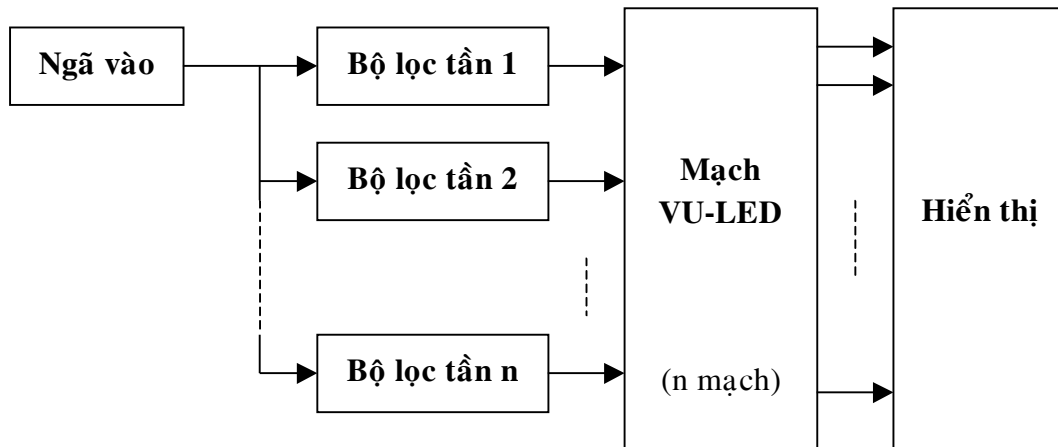 Ngã vào
Bộ lọc tần 1
Bộ lọc tần 2
Bộ lọc tần n
Mạch
VU-LED
(n mạch)
Hiển thị